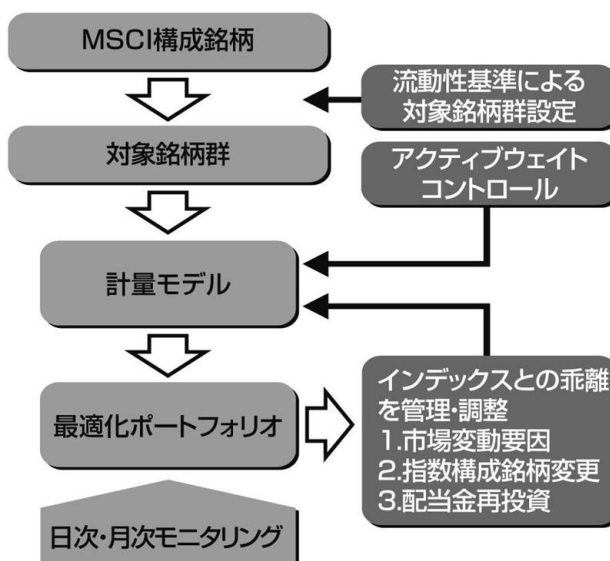 MSCI構成銘柄
流動性基準による
対象銘柄群設定
対象銘柄群
アクティブウェイト
コントロール
計量モデル
最適化ポートフォリオ
インデックスとの乖離
を管理・調整
1.市場変動要因
2.指数構成銘柄変更
3.配当金再投資
日次・月次モニタリング